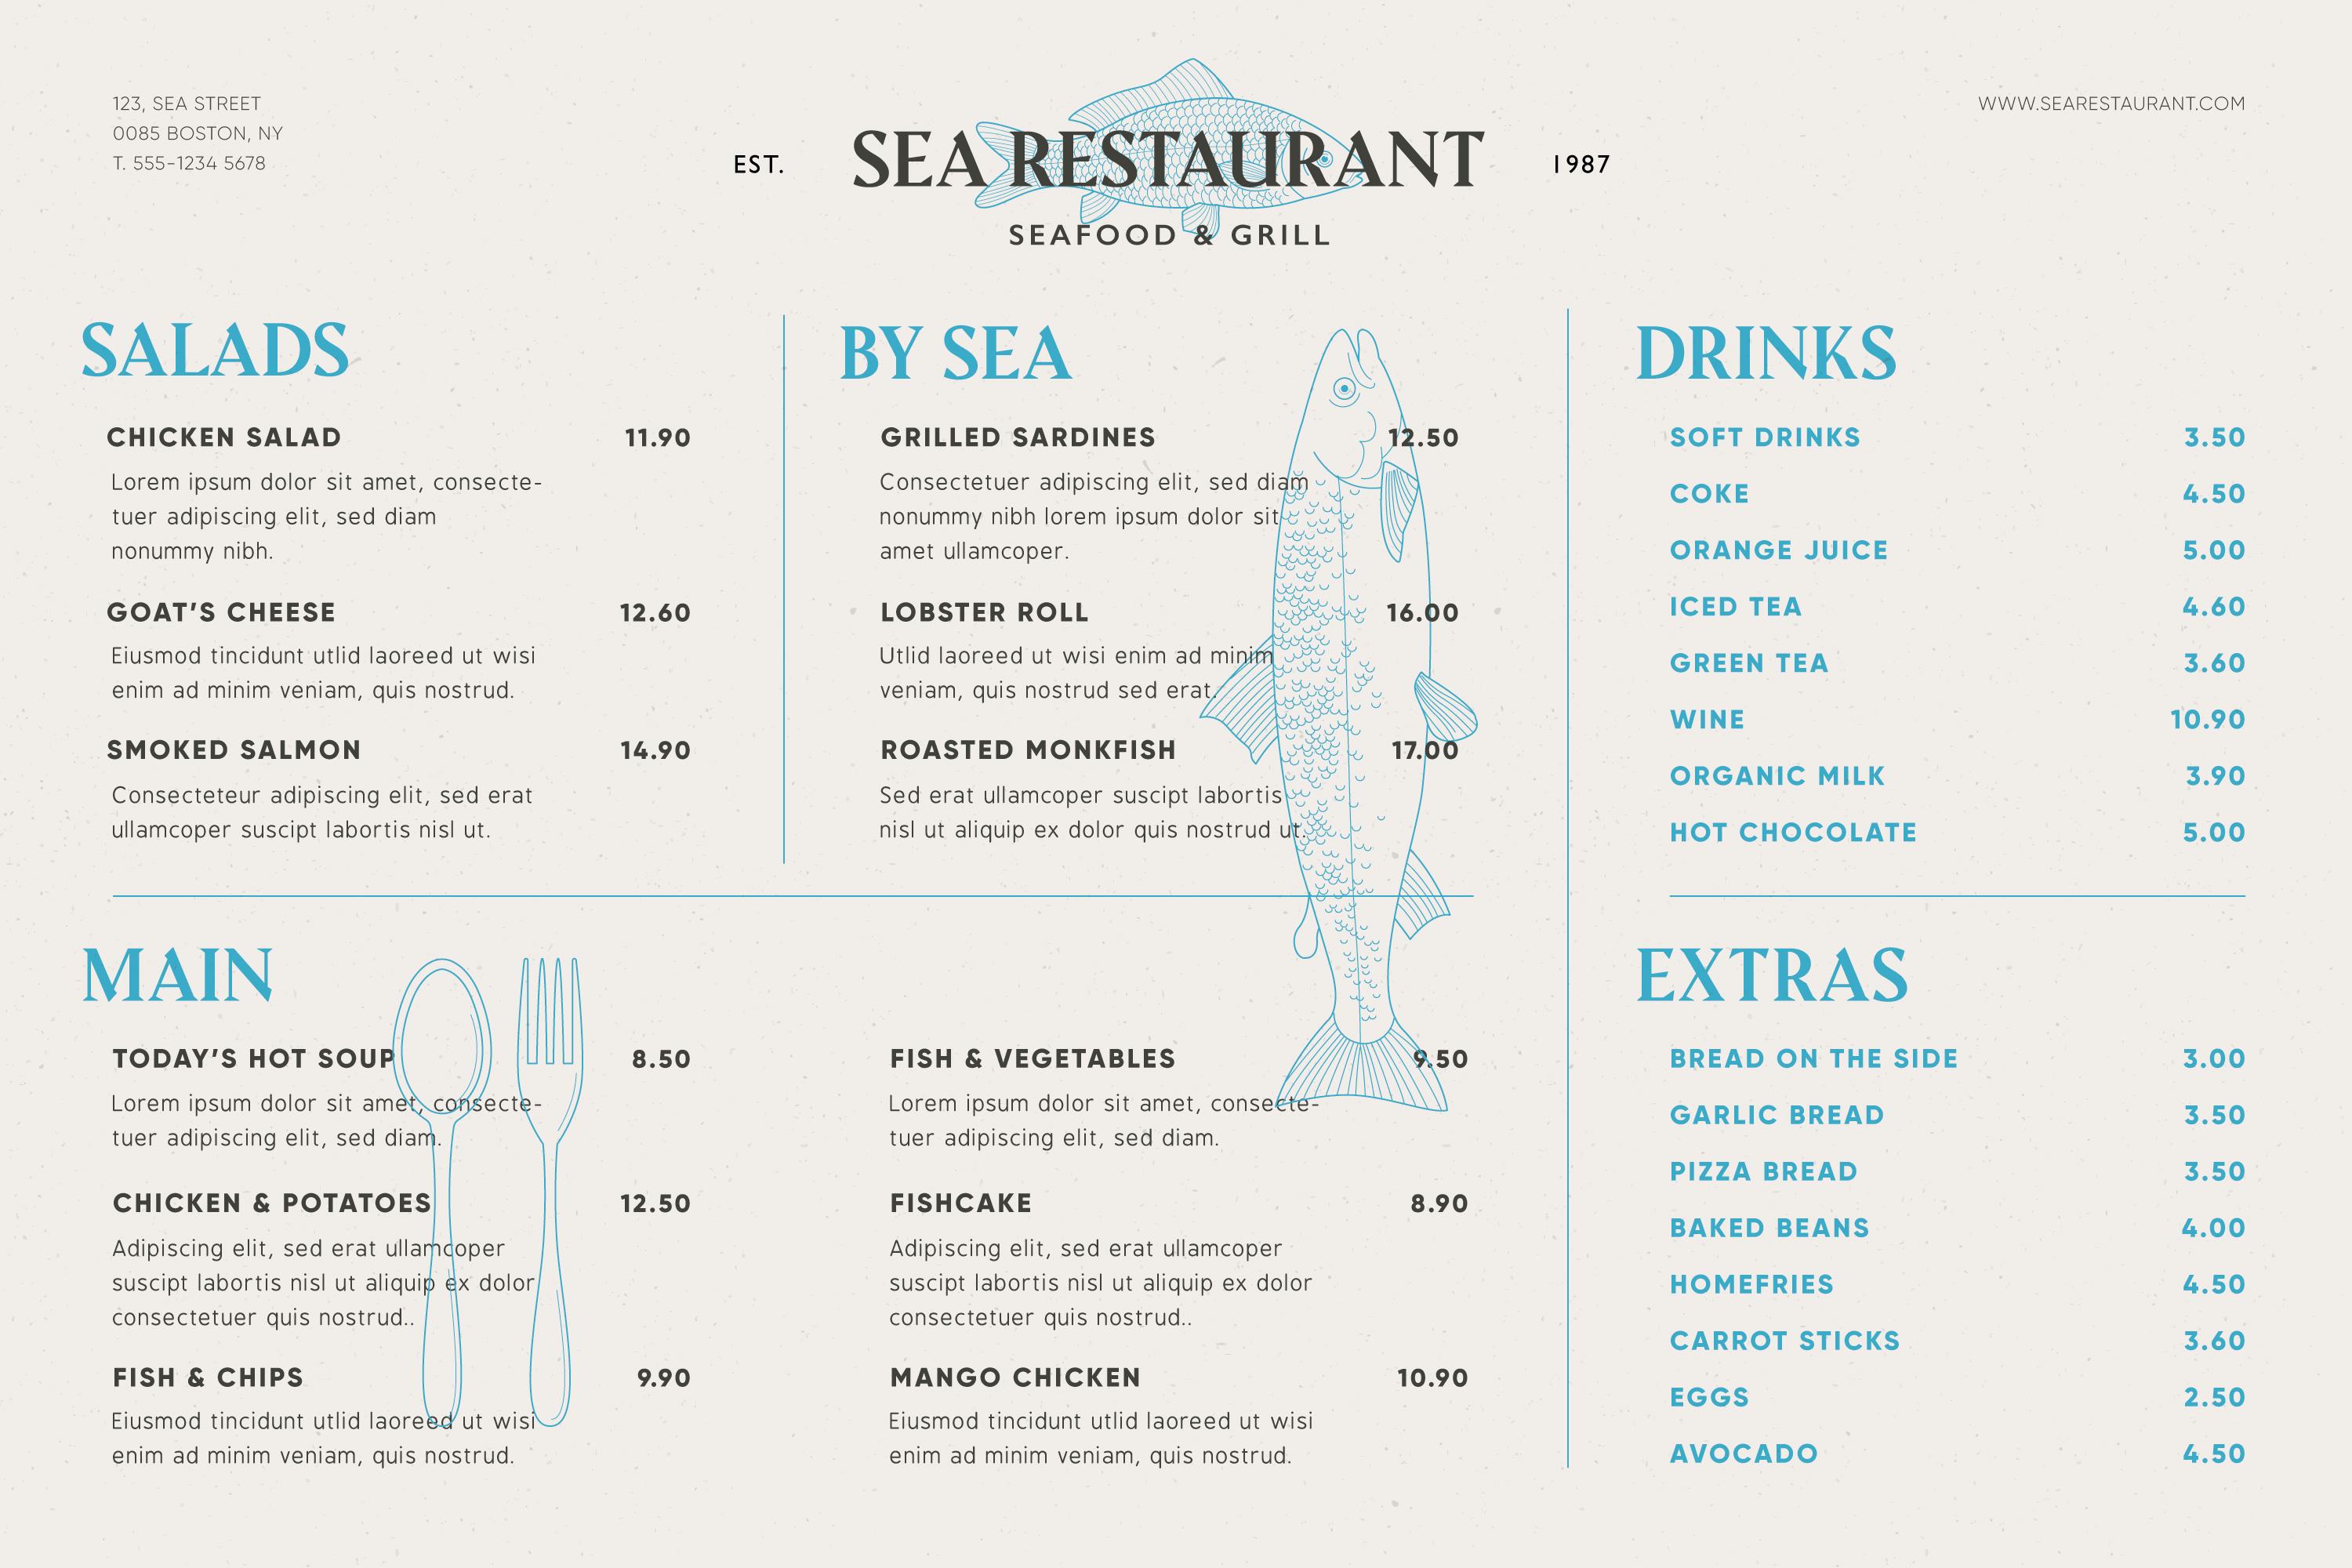 123, SEA STREET
0085 BOSTON, NY
T. 555-1234 5678
EST.
SEA RESTAURANT
SEAFOOD & GRILL
1987
WWW.SEARESTAURANT.COM
SALADS
CHICKEN SALAD 11.90
Lorem ipsum dolor sit amet, consecte-
tuer adipiscing elit, sed diam
nonummy nibh.
GOAT’S CHEESE 12.60
Eiusmod tincidunt utlid laoreed ut wisi
enim ad minim veniam, quis nostrud.
SMOKED SALMON 14.90
Consecteteur adipiscing elit, sed erat
ullamcoper suscipt labortis nisl ut.
BY SEA
GRILLED SARDINES 12.50
Consectetuer adipiscing elit, sed diam
nonummy nibh lorem ipsum dolor sit
amet ullamcoper.
LOBSTER ROLL 16.00
Utlid laoreed ut wisi enim ad minim
veniam, quis nostrud sed erat.
ROASTED MONKFISH 17.00
Sed erat ullamcoper suscipt labortis
nisl ut aliquip ex dolor quis nostrud ut.
MAIN
TODAY’S HOT SOUP 8.50
Lorem ipsum dolor sit amet, consecte-
tuer adipiscing elit, sed diam.
CHICKEN & POTATOES 12.50
Adipiscing elit, sed erat ullamcoper
suscipt labortis nisl ut aliquip ex dolor
consectetuer quis nostrud..
FISH & CHIPS 9.90
Eiusmod tincidunt utlid laoreed ut wisi
enim ad minim veniam, quis nostrud.
FISH & VEGETABLES 9.50
Lorem ipsum dolor sit amet, consecte-
tuer adipiscing elit, sed diam.
FISHCAKE 8.90
Adipiscing elit, sed erat ullamcoper
suscipt labortis nisl ut aliquip ex dolor
consectetuer quis nostrud..
MANGO CHICKEN 10.90
Eiusmod tincidunt utlid laoreed ut wisi
enim ad minim veniam, quis nostrud.
DRINKS
SOFT DRINKS 3.50
COKE 4.50
ORANGE JUICE 5.00
ICED TEA 4.60
GREEN TEA 3.60
WINE 10.90
ORGANIC MILK 3.90
HOT CHOCOLATE 5.00
EXTRAS
BREAD ON THE SIDE 3.00
GARLIC BREAD 3.50
PIZZA BREAD 3.50
BAKED BEANS 4.00
HOMEFRIES 4.50
CARROT STICKS 3.60
EGGS 2.50
AVOCADO 4.50